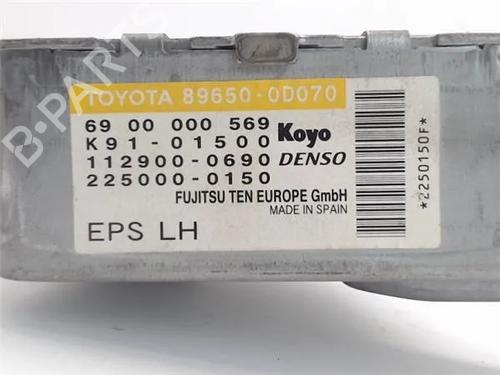 TOYOTA 89650-0D070
69 00 000 569 Koyo
K91-01500
112900-0690 DENSO
225000-0150
FUJITSU TEN EUROPE GmbH
MADE IN SPAIN
EPS LH
*2250150F*
B-PARTS